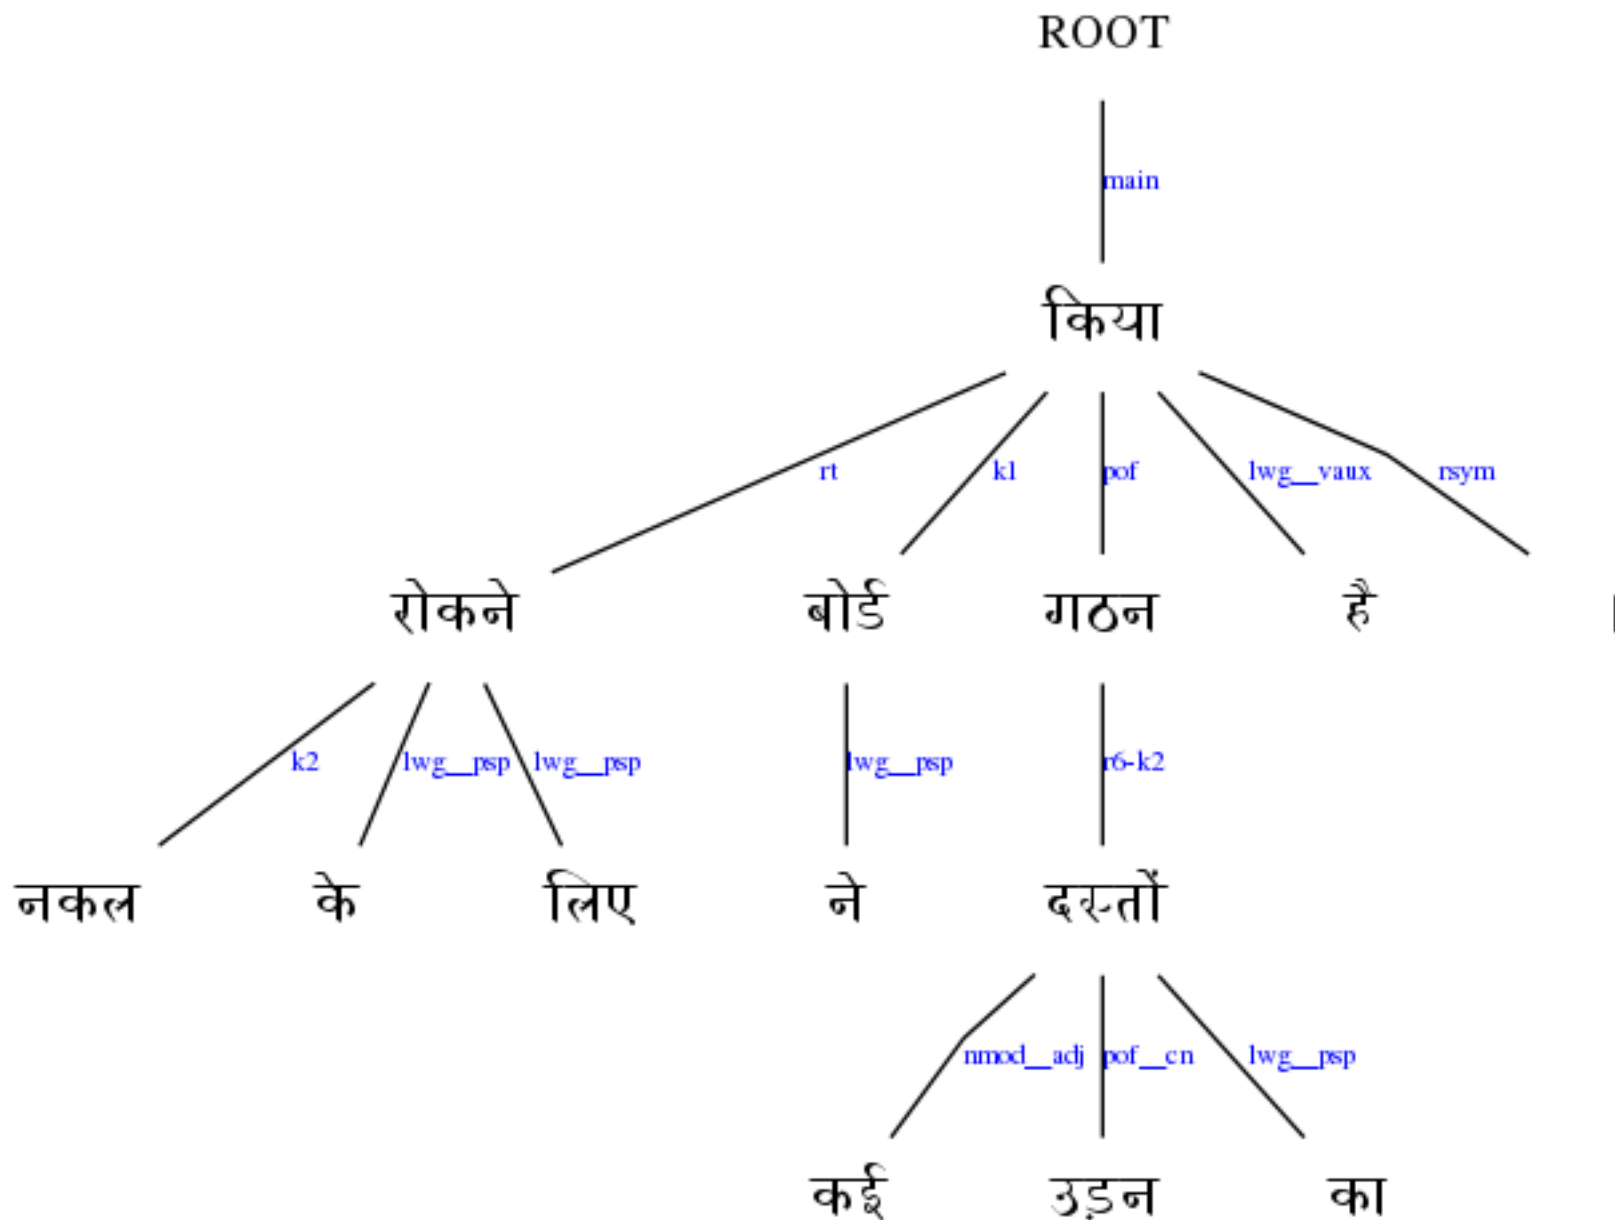 ROOT
main
किया
rt k1 pof lwg__vaux rsym
रोकने बोर्ड गठन है
k2 lwg__psp lwg__psp lwg__psp r6-k2
नकल के लिए ने दस्तों
nmod__adj pof__cn lwg__psp
कई उड़न का